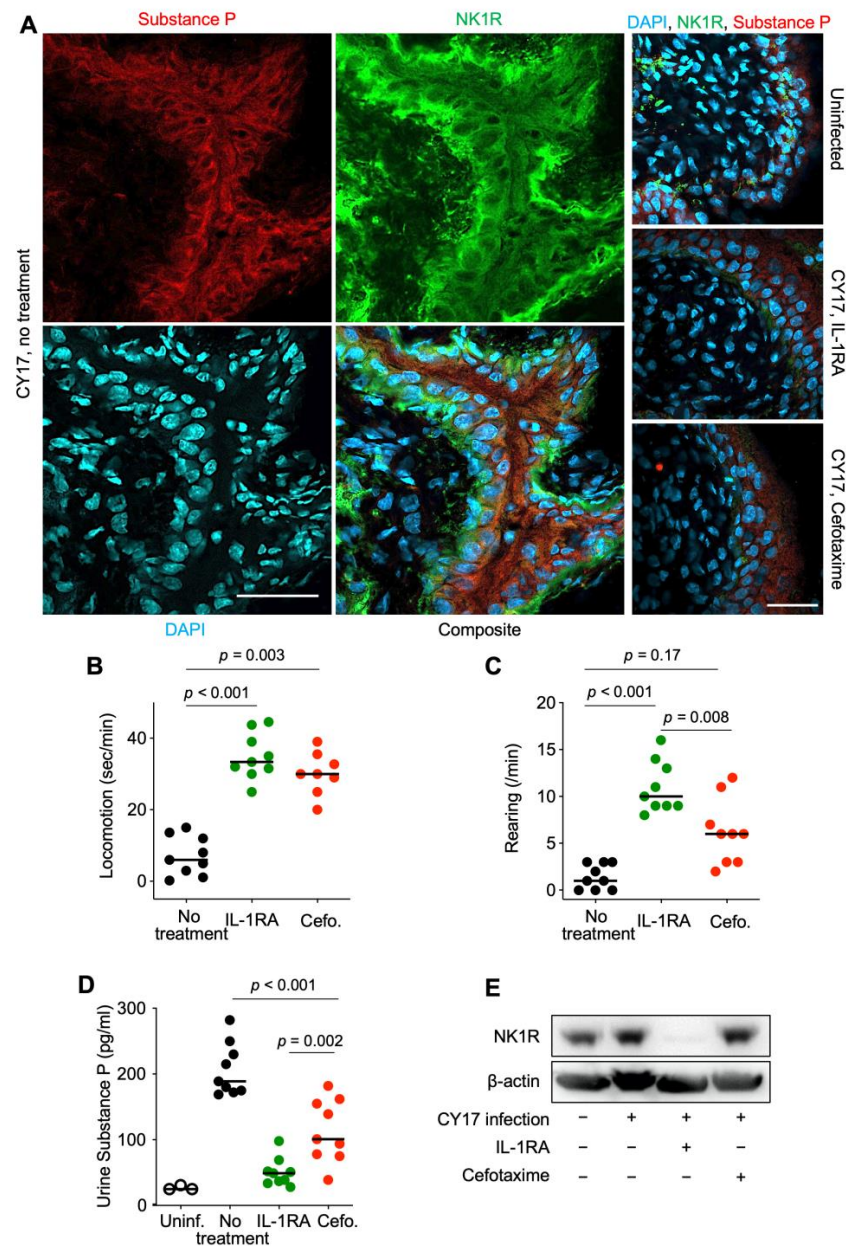 A
Substance P
NK1R
DAPI, NK1R, Substance P
CY17, no treatment
Uninfected
CY17, IL-1RA
CY17, Cefotaxime
DAPI
Composite
B
p = 0.003
p < 0.001
Locomotion (sec/min)
40
20
0
No treatment
IL-1RA
Cefo.
C
p = 0.17
p < 0.001
p = 0.008
Rearing (/min)
20
15
10
5
0
No treatment
IL-1RA
Cefo.
D
p < 0.001
p = 0.002
Urine Substance P (pg/ml)
300
200
100
0
Uninf.
No treatment
IL-1RA
Cefo.
E
NK1R
β-actin
CY17 infection – + + +
IL-1RA – – + –
Cefotaxime – – – +